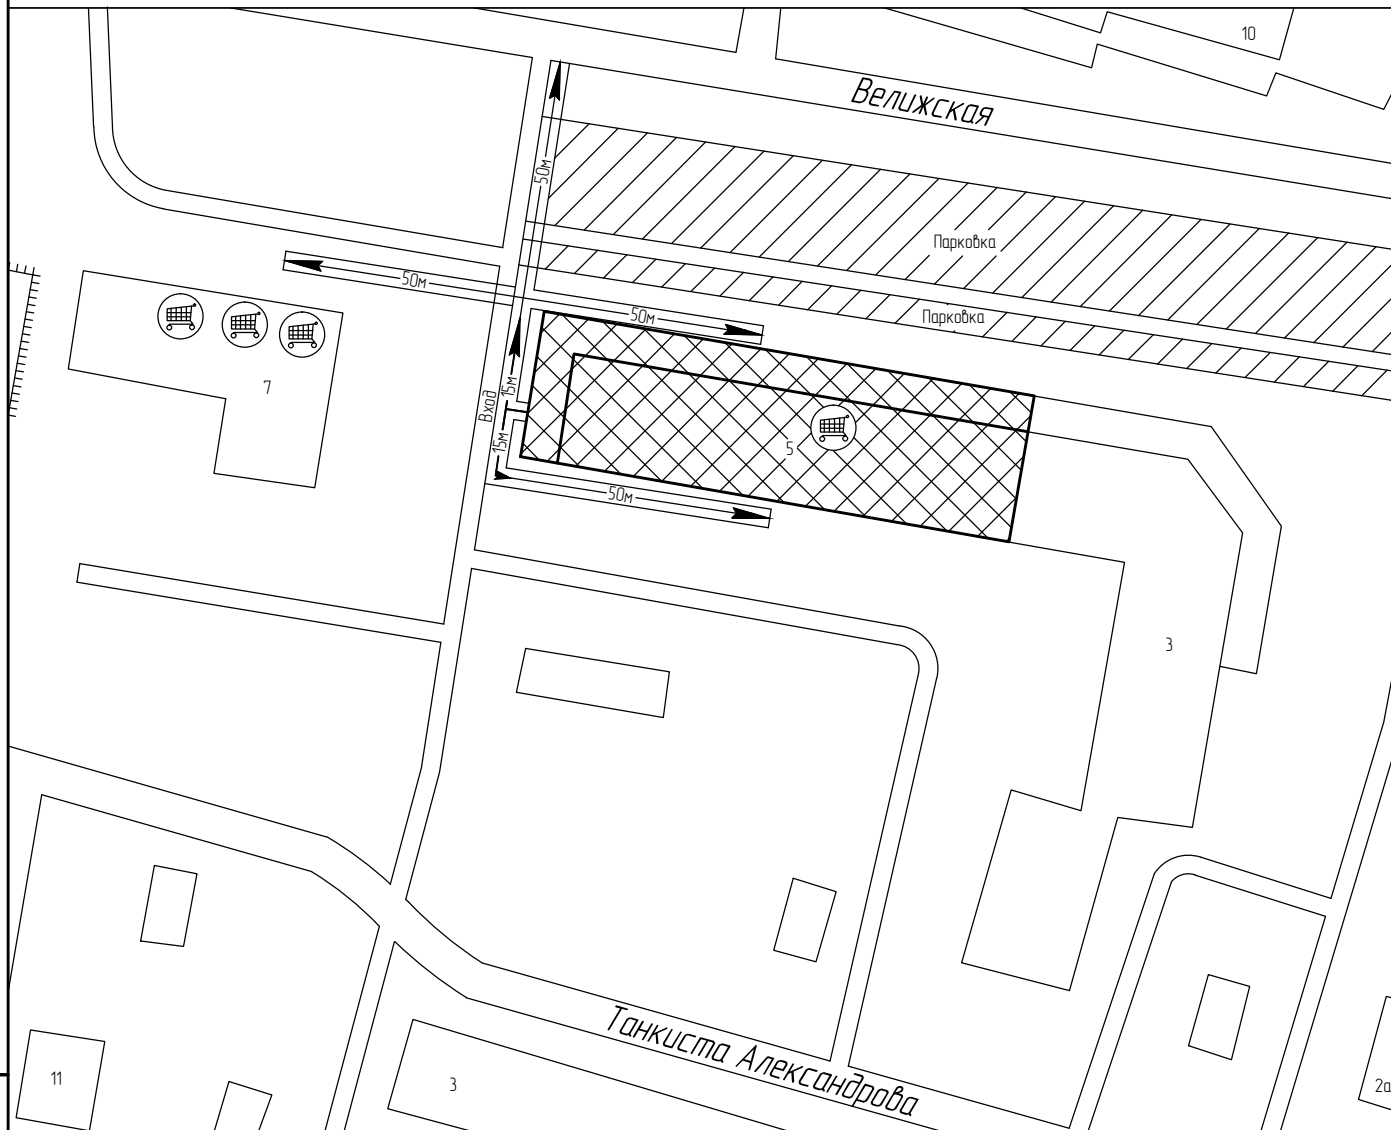 10
Велижская
50м
Парковка
50м
50м
Парковка
7
15м
Вход
15м
5
50м
3
Танкиста Александрова
11
3
2а